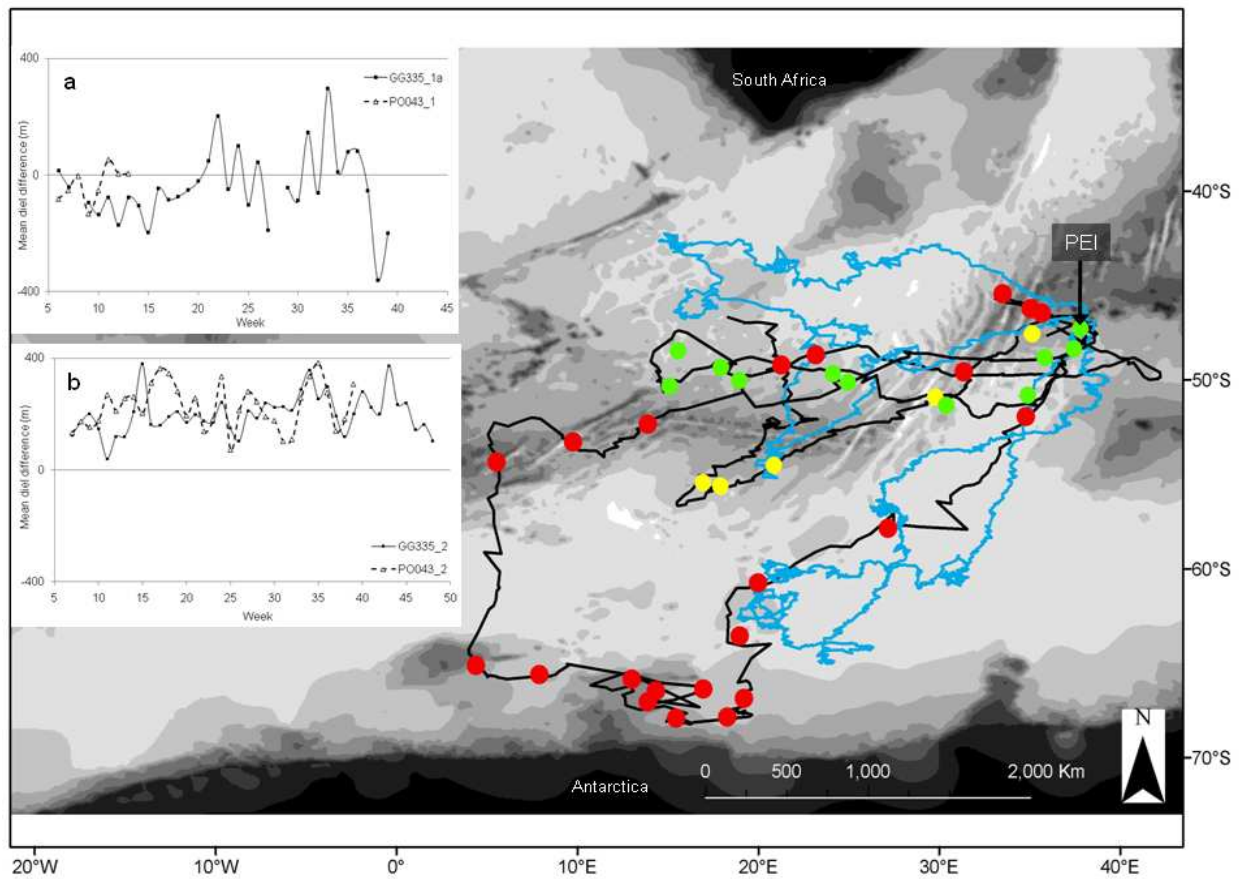 400
0
-400
Mean diel difference (m)
a
GG335_1a
PO043_1
5 10 15 20 25 30 35 40 45
Week
400
0
-400
Mean diel difference (m)
b
GG335_2
PO043_2
5 10 15 20 25 30 35 40 45 50
Week
South Africa
PEI
Antarctica
0 500 1,000 2,000 Km
N
40°S
50°S
60°S
70°S
20°W 10°W 0° 10°E 20°E 30°E 40°E